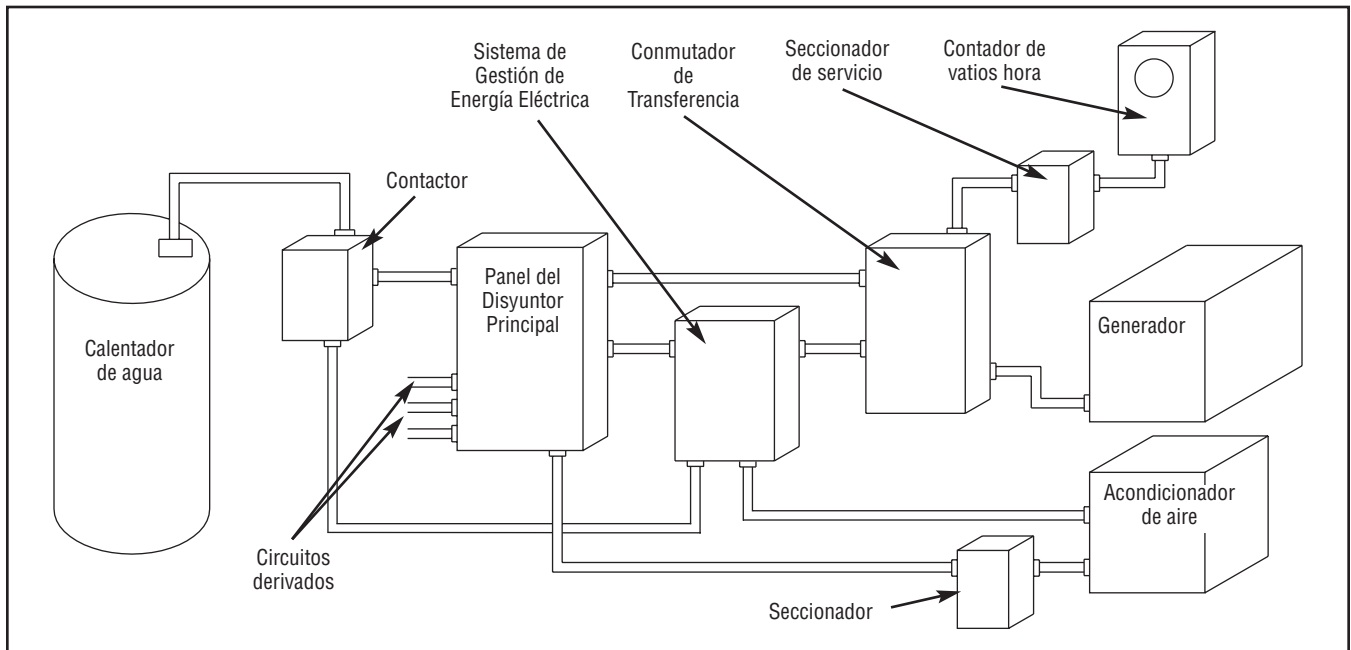 Sistema de
Gestión de
Energía Eléctrica
Conmutador
de
Transferencia
Seccionador
de servicio
Contador de
vatios hora
Contactor
Panel del
Disyuntor
Principal
Generador
Calentador
de agua
Acondicionador
de aire
Circuitos
derivados
Seccionador